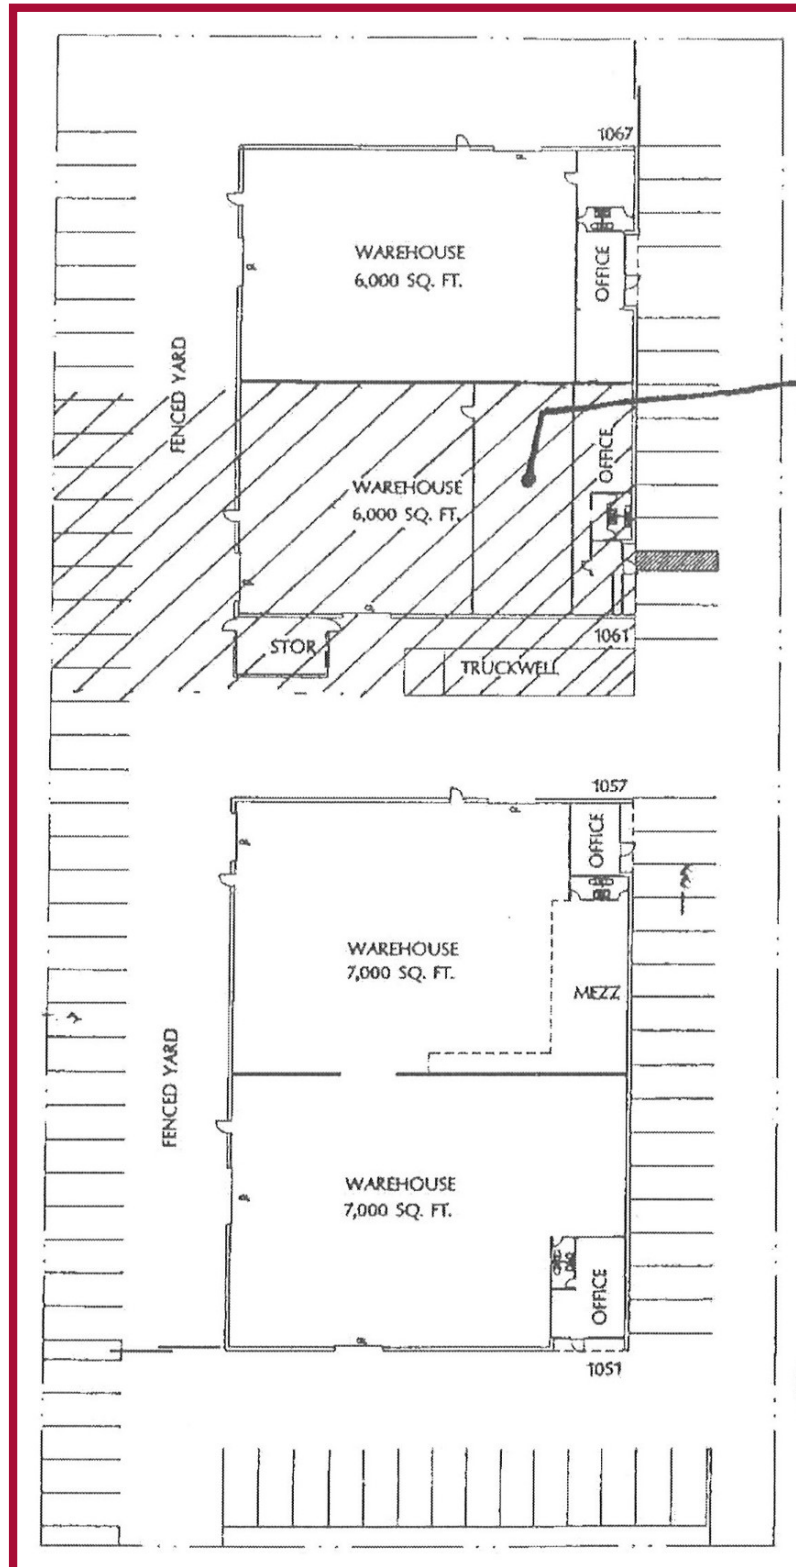 1067
WAREHOUSE
6,000 SQ. FT.
OFFICE
FENCED YARD
WAREHOUSE
6,000 SQ. FT.
OFFICE
STOR
1061
TRUCKWELL
1057
OFFICE
WAREHOUSE
7,000 SQ. FT.
MEZZ
FENCED YARD
WAREHOUSE
7,000 SQ. FT.
OFFICE
1051